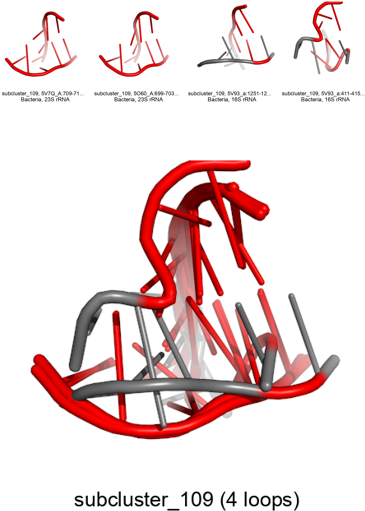 subcluster_109, 5V7Q_A:709-71...
Bacteria, 23S rRNA
subcluster_109, 5O60_A:699-703...
Bacteria, 23S rRNA
subcluster_109, 5V93_a:1251-12...
Bacteria, 16S rRNA
subcluster_109, 5V93_a:411-415...
Bacteria, 16S rRNA
subcluster_109 (4 loops)